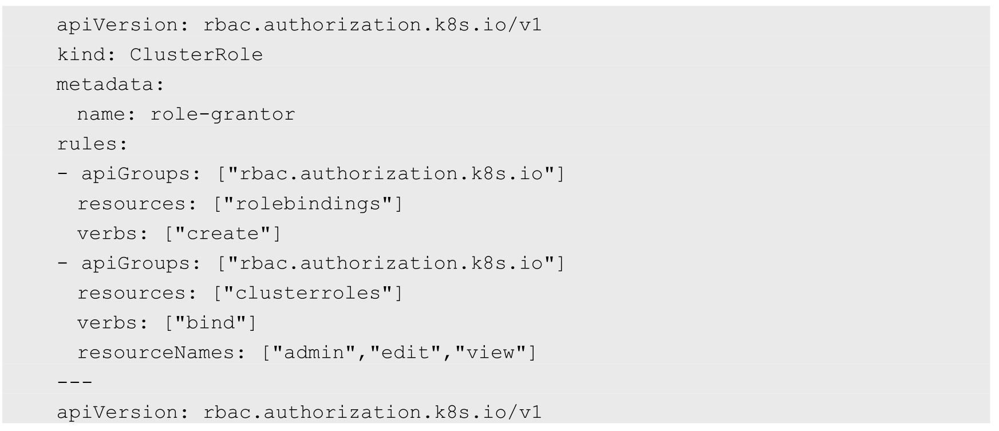 apiVersion: rbac.authorization.k8s.io/v1
kind: ClusterRole
metadata:
  name: role-grantor
rules:
- apiGroups: ["rbac.authorization.k8s.io"]
  resources: ["rolebindings"]
  verbs: ["create"]
- apiGroups: ["rbac.authorization.k8s.io"]
  resources: ["clusterroles"]
  verbs: ["bind"]
  resourceNames: ["admin","edit","view"]
---
apiVersion: rbac.authorization.k8s.io/v1